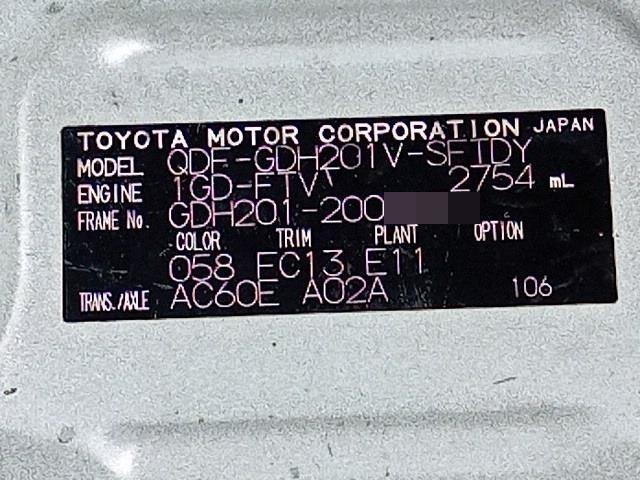 TOYOTA MOTOR CORPORATION JAPAN
MODEL QDF-GDH201V-SFTDY
ENGINE 1GD-FTV 2754 mL
FRAME No. GDH201-200
COLOR TRIM PLANT OPTION
058 FC13 E11
TRANS./AXLE AC60E A02A 106